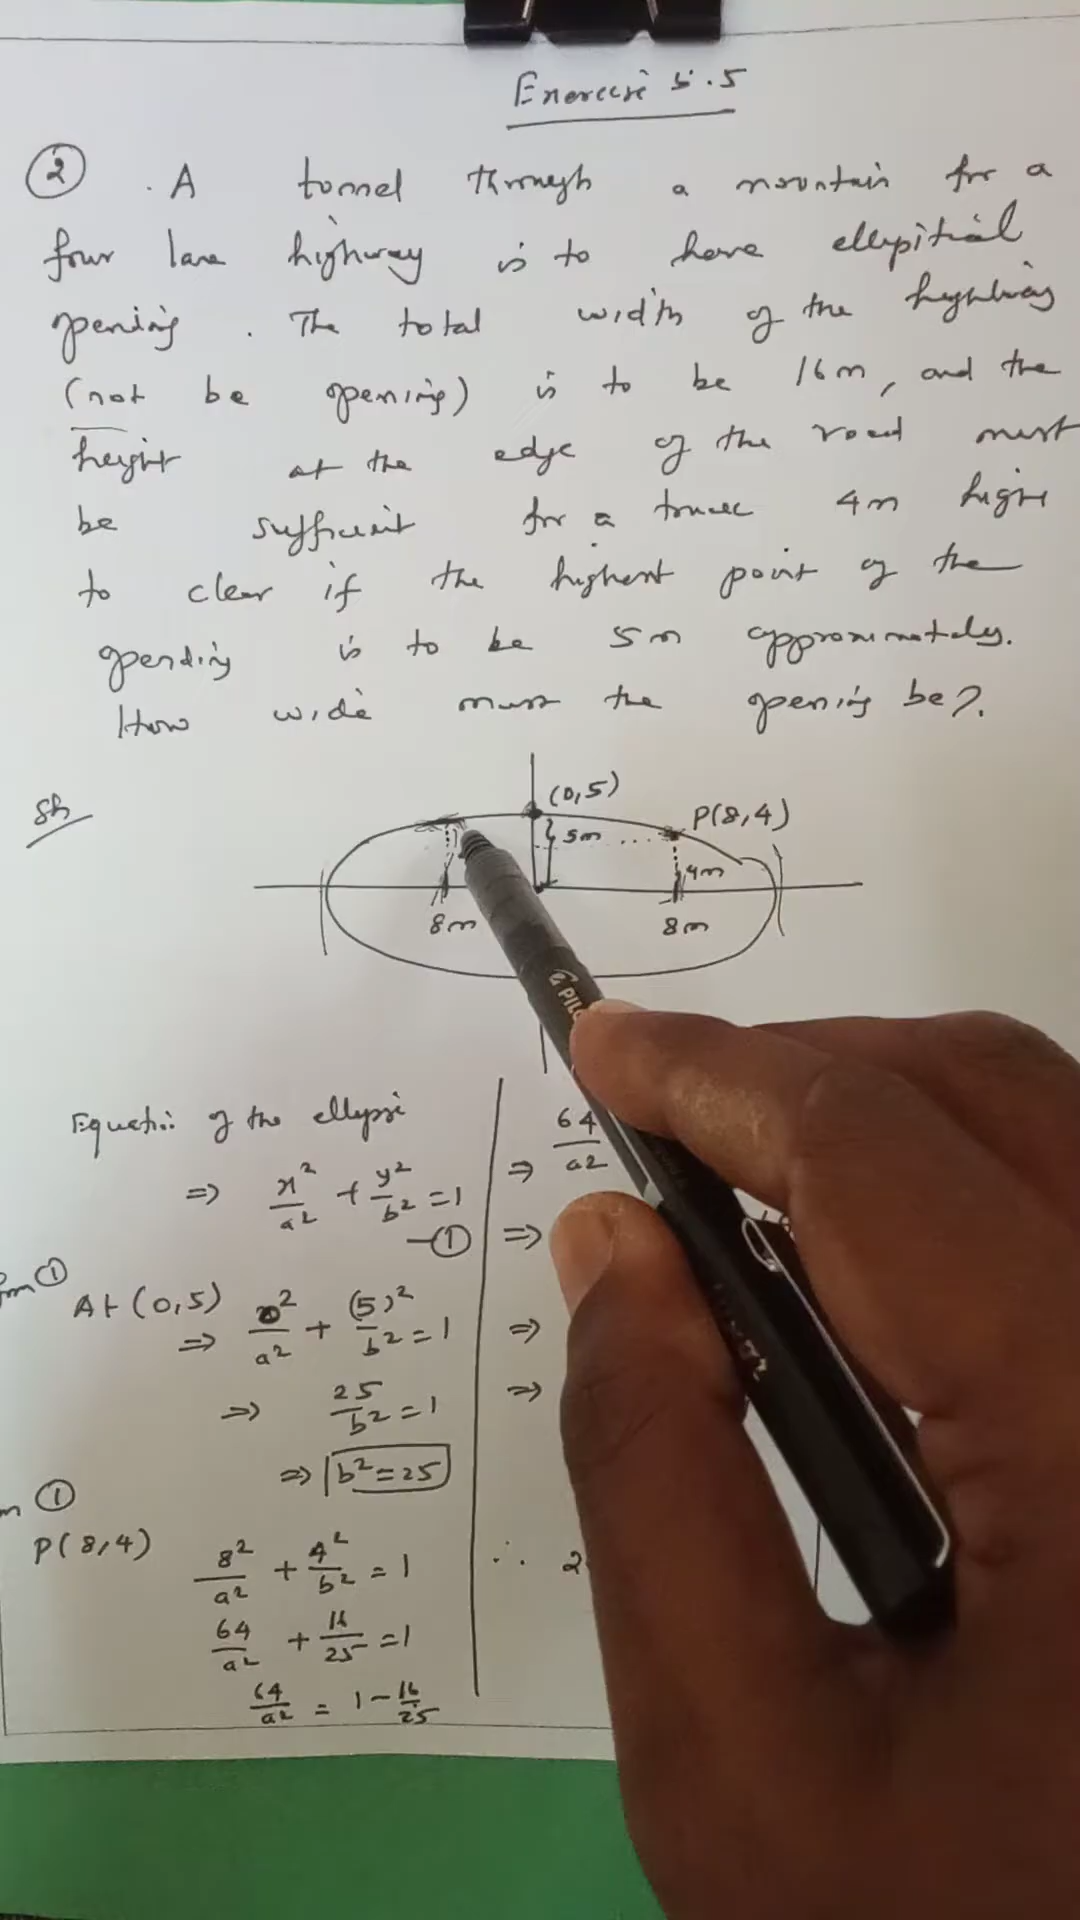 Exercise 5.5
② . A tunnel through a mountain for a
four lane highway is to have elliptical
opening . The total width of the highway
(not be opening) is to be 16m, and the
height at the edge of the road must
be sufficient for a truck 4m high
to clear if the highest point of the
opening is to be 5m approximately.
How wide must the opening be?.
(0,5)
P(8,4)
5m
4m
8m 8m
PILO
Equation of the ellipse
⇒ x²/a² + y²/b² = 1
—①
①
At (0,5) ⇒ 0²/a² + (5)²/b² = 1
⇒ 25/b² = 1
⇒ b² = 25
①
P(8,4) 8²/a² + 4²/b² = 1
64/a² + 16/25 = 1
64/a² = 1 - 16/25
⇒ 64/a²
⇒
⇒
⇒
∴ 2